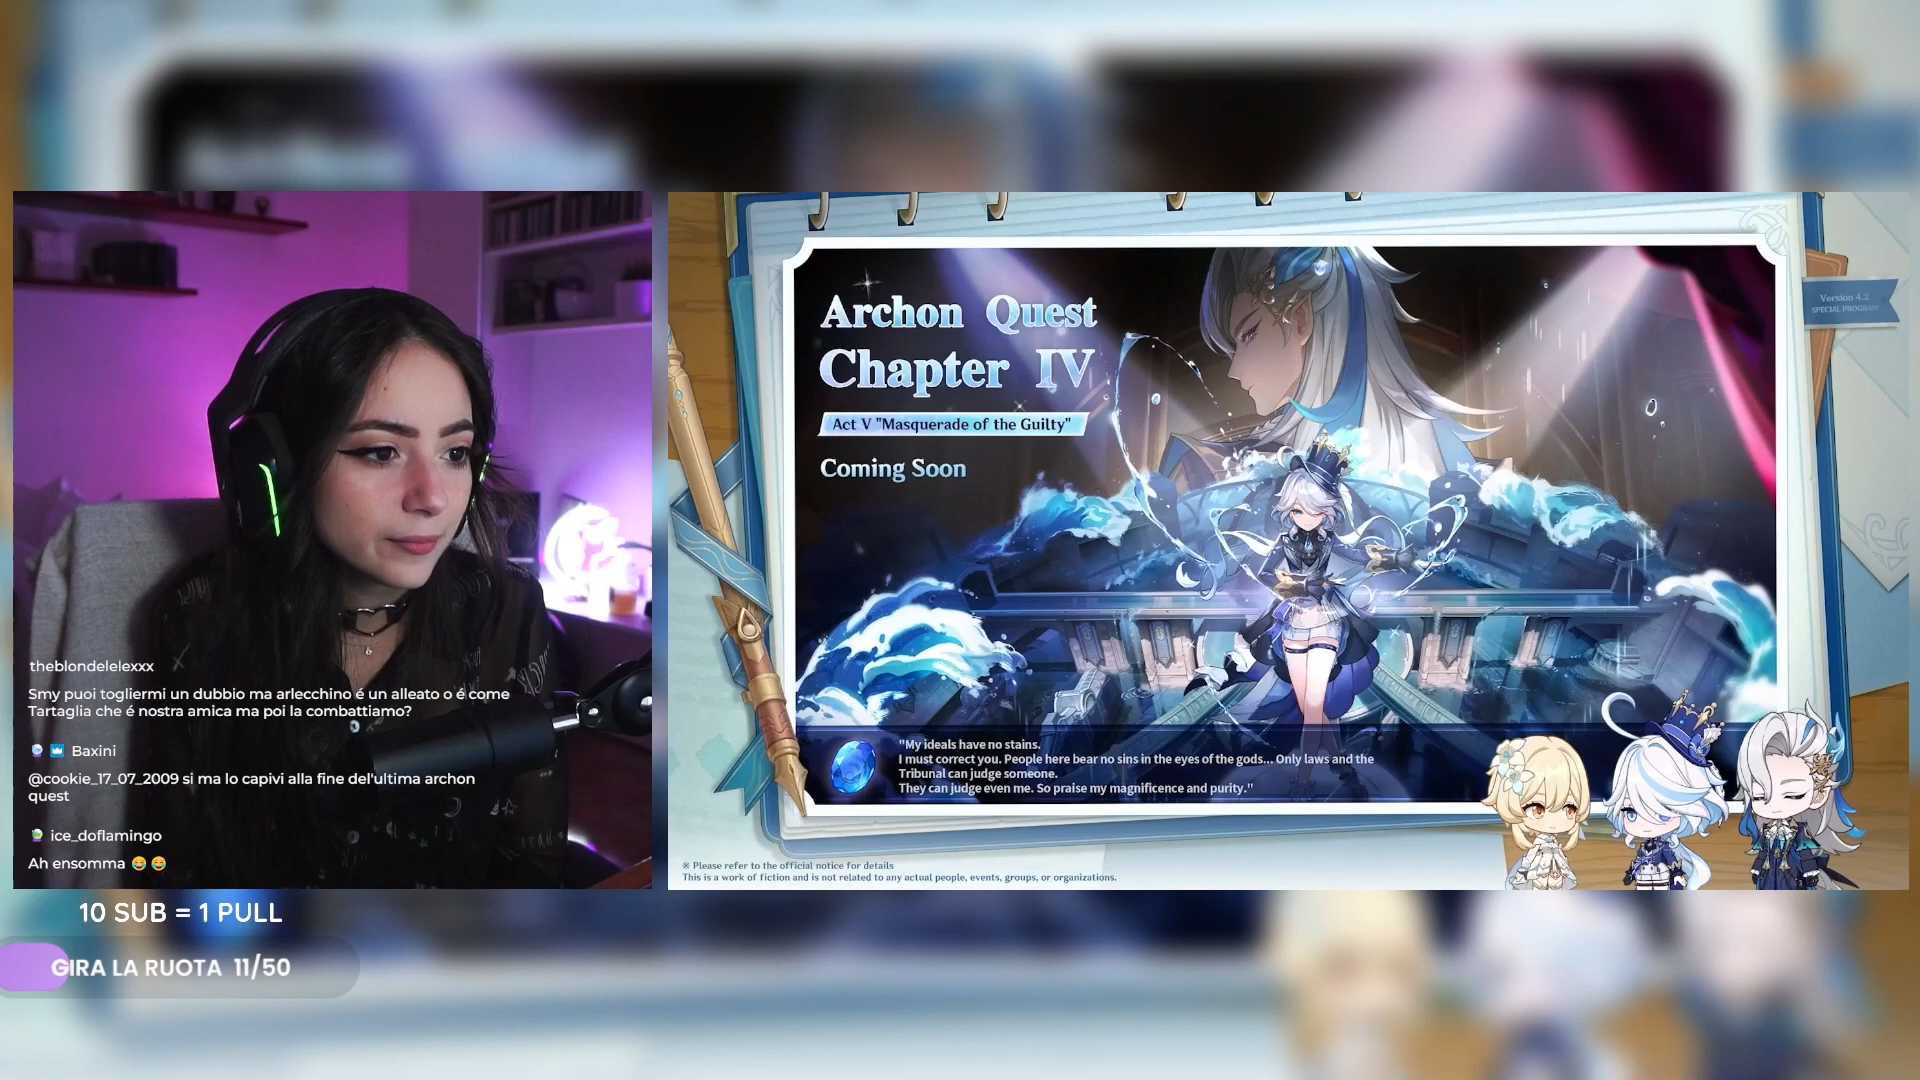 theblondelelexxx
Smy puoi togliermi un dubbio ma arlecchino é un alleato o é come
Tartaglia che é nostra amica ma poi la combattiamo?
Baxini
@cookie_17_07_2009 si ma lo capivi alla fine del'ultima archon
quest
ice_doflamingo
Ah ensomma 😂 😂
10 SUB = 1 PULL
GIRA LA RUOTA 11/50
Archon Quest
Chapter IV
Act V "Masquerade of the Guilty"
Coming Soon
Version 4.2
SPECIAL PROGRAM
"My ideals have no stains.
I must correct you. People here bear no sins in the eyes of the gods... Only laws and the
Tribunal can judge someone.
They can judge even me. So praise my magnificence and purity."
※ Please refer to the official notice for details
This is a work of fiction and is not related to any actual people, events, groups, or organizations.